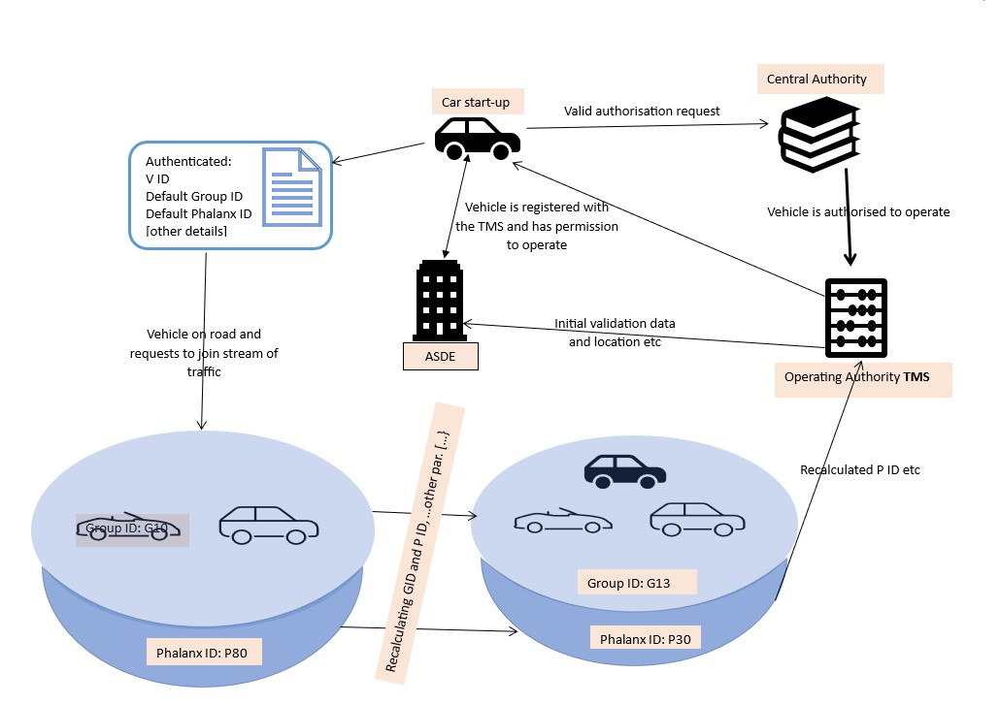 Central Authority
Car start-up
Valid authorisation request
Authenticated:
V ID
Default Group ID
Default Phalanx ID
[other details]
Vehicle is registered with
the TMS and has permission
to operate
Vehicle is authorised to operate
Vehicle on road and
requests to join stream of
traffic
Initial validation data
and location etc
ASDE
Operating Authority TMS
Recalculating GID and P ID,...other par. {...}
Recalculated P ID etc
Group ID: G10
Group ID: G13
Phalanx ID: P80
Phalanx ID: P30